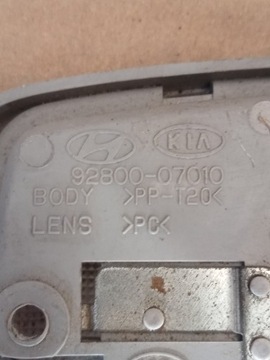 KIA
92800-07010
BODY >PP-T20<
LENS >PC<